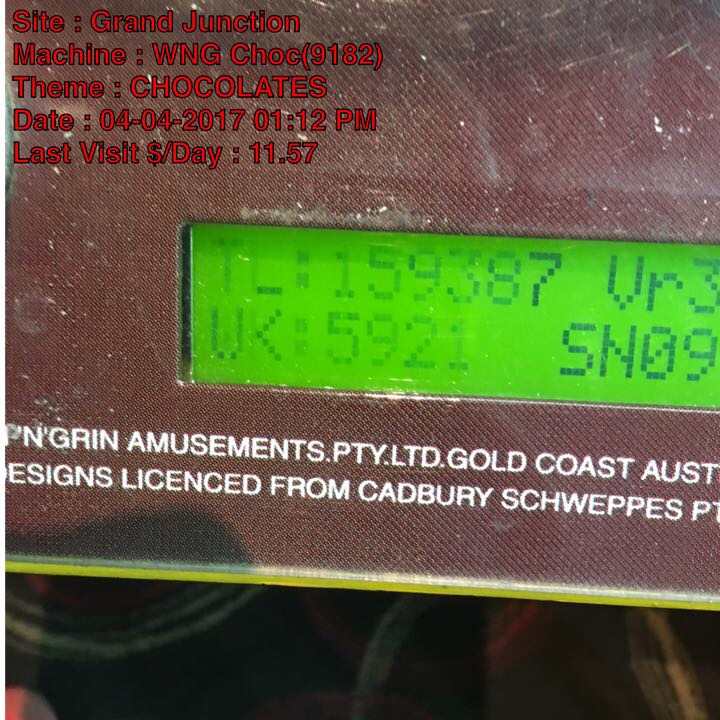 Site : Grand Junction
Machine : WNG Choc(9182)
Theme : CHOCOLATES
Date : 04-04-2017 01:12 PM
Last Visit $/Day : 11.57
TL:159387 Vr3
WK:5921 SN09
P'N'GRIN AMUSEMENTS.PTY.LTD.GOLD COAST AUST
DESIGNS LICENCED FROM CADBURY SCHWEPPES PT